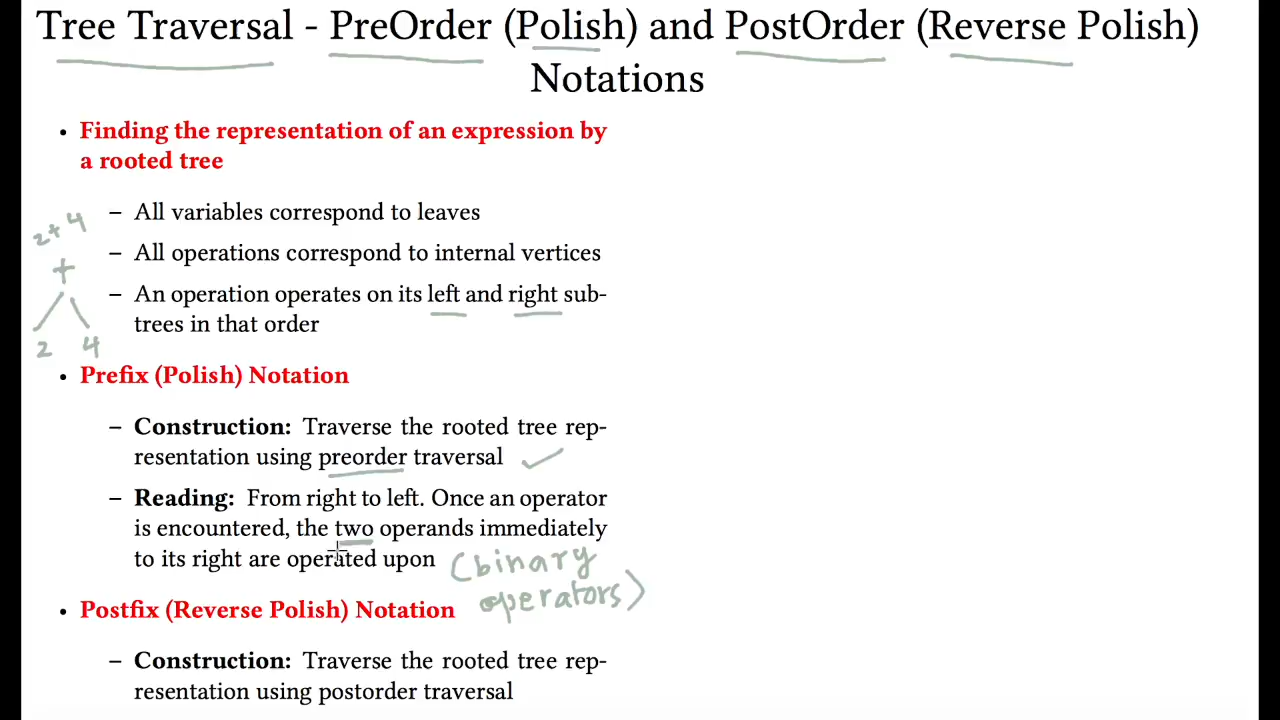 Tree Traversal - PreOrder (Polish) and PostOrder (Reverse Polish)
Notations
• Finding the representation of an expression by
a rooted tree
– All variables correspond to leaves
– All operations correspond to internal vertices
– An operation operates on its left and right sub-
trees in that order
2+4
+
2 4
• Prefix (Polish) Notation
– Construction: Traverse the rooted tree rep-
resentation using preorder traversal
– Reading: From right to left. Once an operator
is encountered, the two operands immediately
to its right are operated upon
(binary
operators)
• Postfix (Reverse Polish) Notation
– Construction: Traverse the rooted tree rep-
resentation using postorder traversal